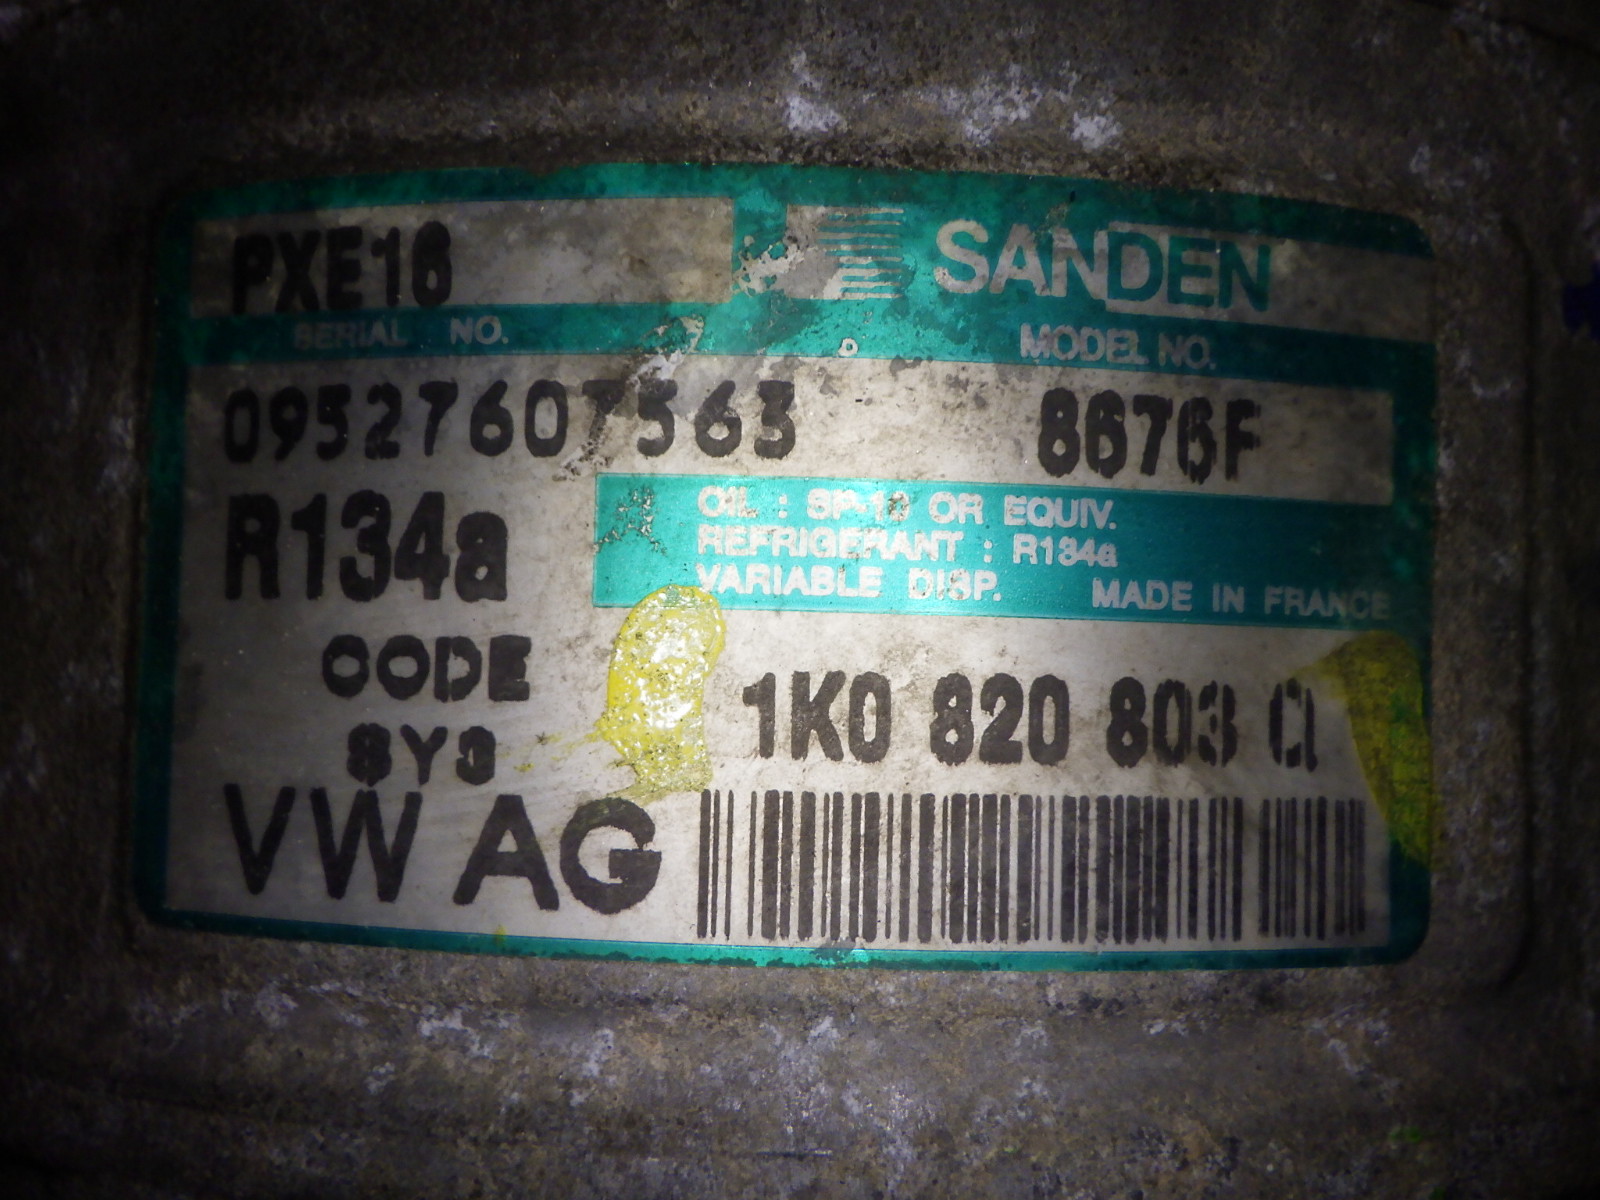 PXE16 SANDEN
SERIAL NO. MODEL NO.
09527607563 8676F
R134a
OIL : SP-10 OR EQUIV.
REFRIGERANT : R134a
VARIABLE DISP. MADE IN FRANCE
CODE
SY3
1K0 820 803 Q
VW AG